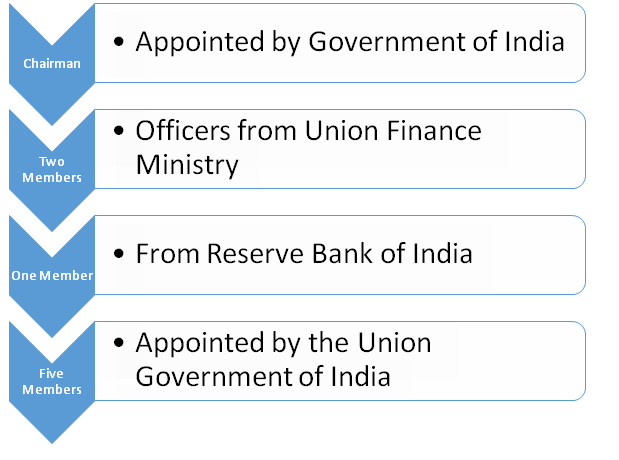 Chairman
• Appointed by Government of India
Two
Members
• Officers from Union Finance
Ministry
One Member
• From Reserve Bank of India
Five
Members
• Appointed by the Union
Government of India